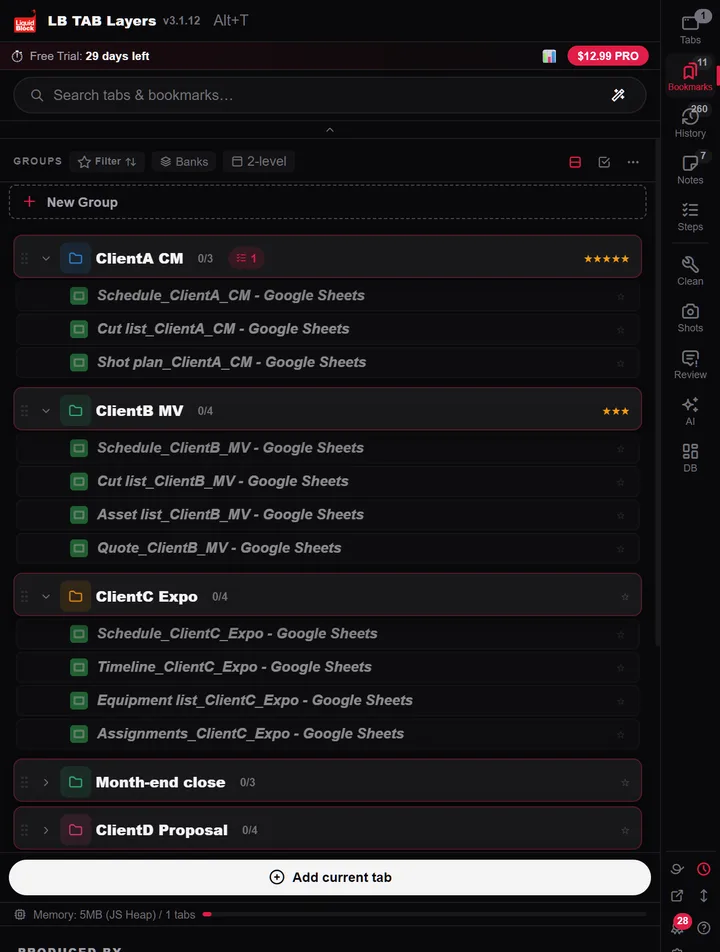 Liquid Block LB TAB Layers v3.1.12 Alt+T
Free Trial: 29 days left $12.99 PRO
Search tabs & bookmarks…
GROUPS Filter Banks 2-level
New Group
ClientA CM 0/3 1 ★★★★★
Schedule_ClientA_CM - Google Sheets
Cut list_ClientA_CM - Google Sheets
Shot plan_ClientA_CM - Google Sheets
ClientB MV 0/4 ★★★
Schedule_ClientB_MV - Google Sheets
Cut list_ClientB_MV - Google Sheets
Asset list_ClientB_MV - Google Sheets
Quote_ClientB_MV - Google Sheets
ClientC Expo 0/4
Schedule_ClientC_Expo - Google Sheets
Timeline_ClientC_Expo - Google Sheets
Equipment list_ClientC_Expo - Google Sheets
Assignments_ClientC_Expo - Google Sheets
Month-end close 0/3
ClientD Proposal 0/4
Add current tab
Memory: 5MB (JS Heap) / 1 tabs
PRODUCED BY
1
Tabs
11
Bookmarks
260
History
7
Notes
Steps
Clean
Shots
Review
AI
DB
28